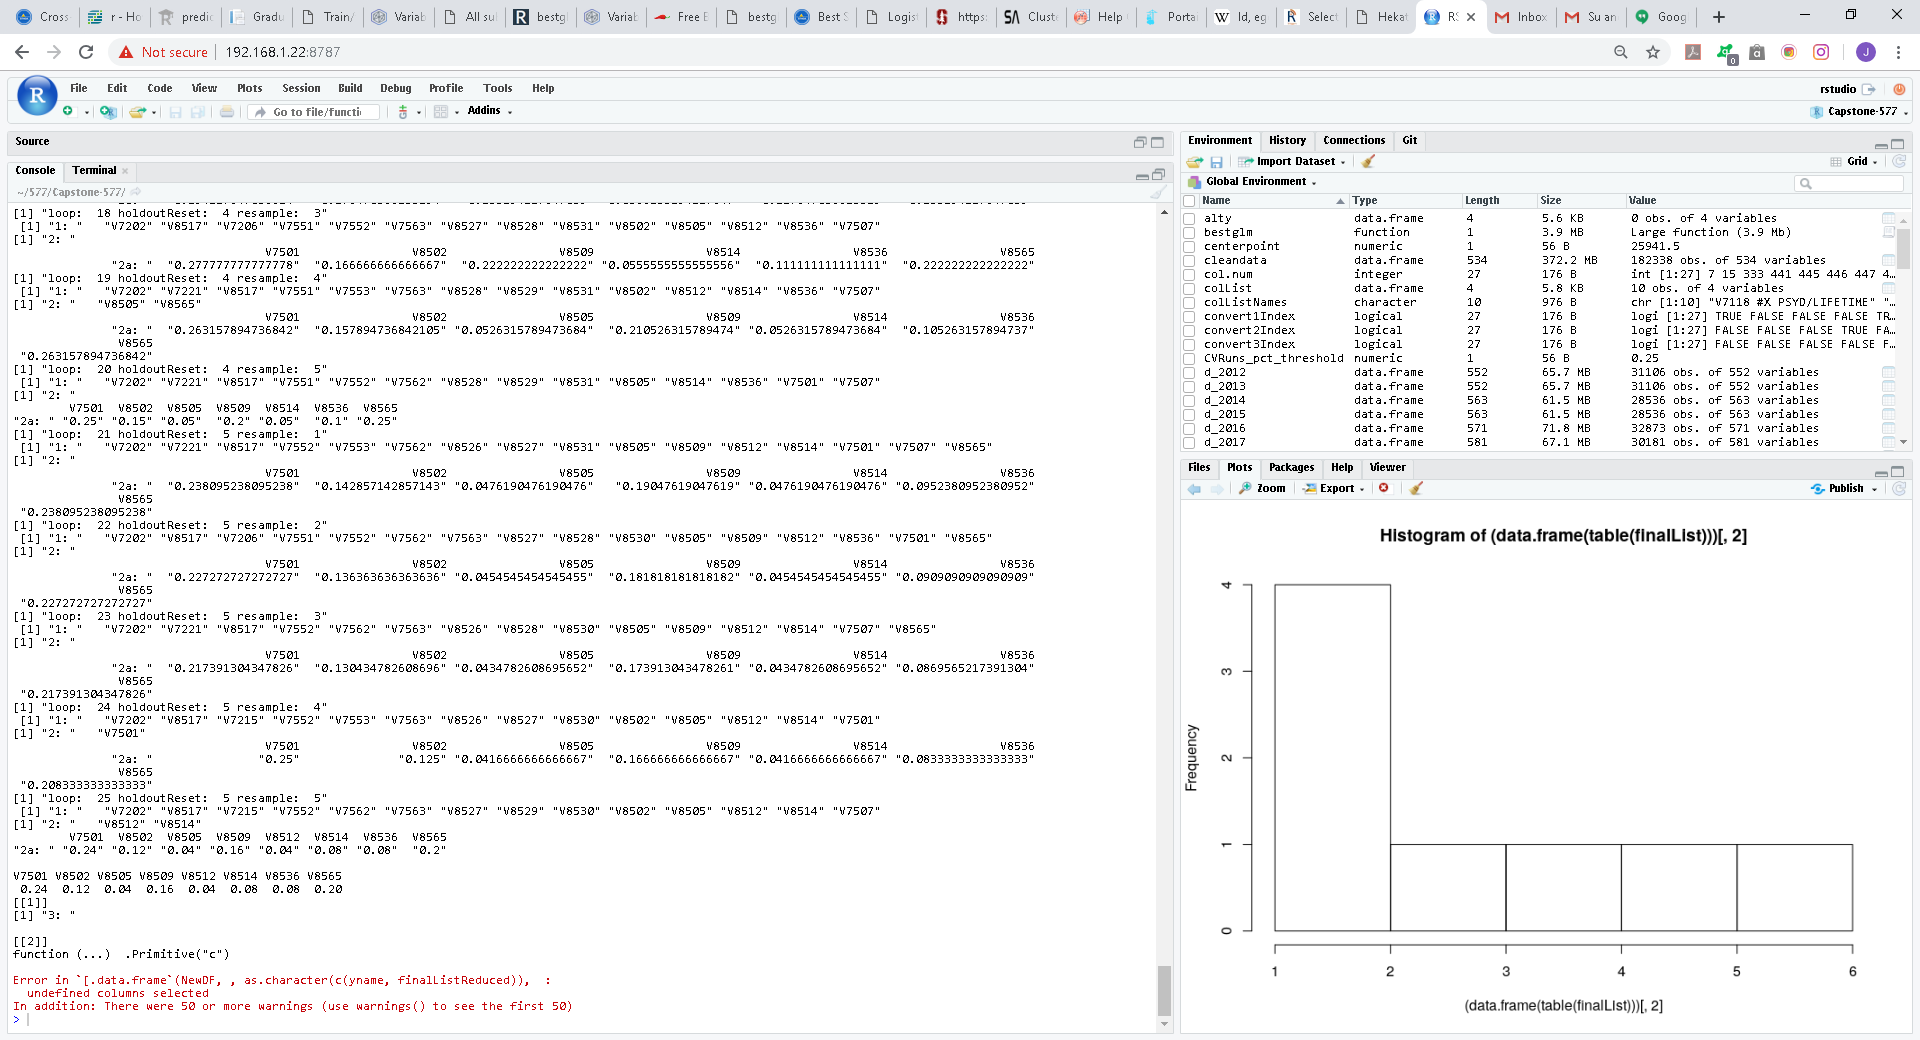 Cross
r - Ho
predic
Gradu
Train/
Variab
All sul
bestgl
Variab
Free E
bestg
Best S
Logist
https:
Cluste
Help
Portal
Id, eg
Select
Hekat
RS
Inbox
Su an
Goog
Not secure | 192.168.1.22:8787
File Edit Code View Plots Session Build Debug Profile Tools Help
rstudio
Go to file/functi
Addins
Capstone-577
Source
Console Terminal
~/577/Capstone-577/
[1] "loop:  18 holdoutReset:  4 resample:  3"
[1] "1: "   "V7202" "V8517" "V7206" "V7551" "V7553" "V7563" "V8527" "V8528" "V8531" "V8502" "V8505" "V8512" "V8536" "V7507"
[1] "2: "
V7501 V8502 V8509 V8514 V8536 V8565
"2a: " "0.277777777777778" "0.166666666666667" "0.222222222222222" "0.0555555555555556" "0.111111111111111" "0.222222222222222"
[1] "loop:  19 holdoutReset:  4 resample:  4"
[1] "1: "   "V7202" "V7221" "V8517" "V7551" "V7553" "V7563" "V8528" "V8529" "V8531" "V8502" "V8512" "V8514" "V8536" "V7507"
[1] "2: "   "V8505" "V8565"
V7501 V8502 V8505 V8509 V8514 V8536
"2a: " "0.263157894736842" "0.157894736842105" "0.0526315789473684" "0.210526315789474" "0.0526315789473684" "0.105263157894737"
V8565
"0.263157894736842"
[1] "loop:  20 holdoutReset:  4 resample:  5"
[1] "1: "   "V7202" "V7221" "V8517" "V7551" "V7552" "V7562" "V8528" "V8529" "V8531" "V8505" "V8514" "V8536" "V7501" "V7507"
[1] "2: "
V7501 V8502 V8505 V8509 V8514 V8536 V8565
"2a: " "0.25" "0.15" "0.05" "0.2" "0.05" "0.1" "0.25"
[1] "loop:  21 holdoutReset:  5 resample:  1"
[1] "1: "   "V7202" "V7221" "V8517" "V7552" "V7553" "V7562" "V8526" "V8527" "V8531" "V8505" "V8509" "V8512" "V8514" "V7501" "V7507" "V8565"
[1] "2: "
V7501 V8502 V8505 V8509 V8514 V8536
"2a: " "0.238095238095238" "0.142857142857143" "0.0476190476190476" "0.19047619047619" "0.0476190476190476" "0.0952380952380952"
V8565
"0.238095238095238"
[1] "loop:  22 holdoutReset:  5 resample:  2"
[1] "1: "   "V7202" "V8517" "V7206" "V7551" "V7552" "V7562" "V7563" "V8527" "V8528" "V8530" "V8505" "V8509" "V8512" "V8536" "V7501" "V8565"
[1] "2: "
V7501 V8502 V8505 V8509 V8514 V8536
"2a: " "0.227272727272727" "0.136363636363636" "0.0454545454545455" "0.181818181818182" "0.0454545454545455" "0.0909090909090909"
V8565
"0.227272727272727"
[1] "loop:  23 holdoutReset:  5 resample:  3"
[1] "1: "   "V7202" "V7221" "V8517" "V7552" "V7562" "V7563" "V8526" "V8528" "V8530" "V8505" "V8509" "V8512" "V8514" "V7507" "V8565"
[1] "2: "
V7501 V8502 V8505 V8509 V8514 V8536
"2a: " "0.217391304347826" "0.130434782608696" "0.0434782608695652" "0.173913043478261" "0.0434782608695652" "0.0869565217391304"
V8565
"0.217391304347826"
[1] "loop:  24 holdoutReset:  5 resample:  4"
[1] "1: "   "V7202" "V8517" "V7215" "V7552" "V7553" "V7563" "V8526" "V8527" "V8530" "V8502" "V8505" "V8512" "V8514" "V7501"
[1] "2: "   "V7501"
V7501 V8502 V8505 V8509 V8514 V8536
"2a: " "0.25" "0.125" "0.0416666666666667" "0.166666666666667" "0.0416666666666667" "0.0833333333333333"
V8565
"0.208333333333333"
[1] "loop:  25 holdoutReset:  5 resample:  5"
[1] "1: "   "V7202" "V8517" "V7215" "V7552" "V7562" "V7563" "V8527" "V8529" "V8530" "V8502" "V8505" "V8512" "V8514" "V7507"
[1] "2: "   "V8512" "V8514"
V7501 V8502 V8505 V8509 V8512 V8514 V8536 V8565
"2a: " "0.24" "0.12" "0.04" "0.16" "0.04" "0.08" "0.08" "0.2"
V7501 V8502 V8505 V8509 V8512 V8514 V8536 V8565
0.24 0.12 0.04 0.16 0.04 0.08 0.08 0.20
[[1]]
[1] "3: "
[[2]]
function (...)  .Primitive("c")
Error in `[.data.frame`(NewDF, , as.character(c(yname, finalListReduced)),  :
undefined columns selected
In addition: There were 50 or more warnings (use warnings() to see the first 50)
>
Environment History Connections Git
Import Dataset
Grid
Global Environment
Name Type Length Size Value
alty data.frame 4 5.6 KB 0 obs. of 4 variables
bestglm function 1 3.9 MB Large function (3.9 Mb)
centerpoint numeric 1 56 B 25941.5
cleandata data.frame 534 372.2 MB 182338 obs. of 534 variables
col.num integer 27 176 B int [1:27] 7 15 333 441 445 446 447 4…
colList data.frame 4 5.8 KB 10 obs. of 4 variables
colListNames character 10 976 B chr [1:10] "V7118 #X PSYD/LIFETIME" "…
convert1Index logical 27 176 B logi [1:27] TRUE FALSE FALSE FALSE TR…
convert2Index logical 27 176 B logi [1:27] FALSE FALSE FALSE TRUE FA…
convert3Index logical 27 176 B logi [1:27] FALSE FALSE FALSE FALSE F…
CVRuns_pct_threshold numeric 1 56 B 0.25
d_2012 data.frame 552 65.7 MB 31106 obs. of 552 variables
d_2013 data.frame 552 65.7 MB 31106 obs. of 552 variables
d_2014 data.frame 563 61.5 MB 28536 obs. of 563 variables
d_2015 data.frame 563 61.5 MB 28536 obs. of 563 variables
d_2016 data.frame 571 71.8 MB 32873 obs. of 571 variables
d_2017 data.frame 581 67.1 MB 30181 obs. of 581 variables
Files Plots Packages Help Viewer
Zoom Export Publish
Histogram of (data.frame(table(finalList)))[, 2]
Frequency
4
3
2
1
0
1 2 3 4 5 6
(data.frame(table(finalList)))[, 2]